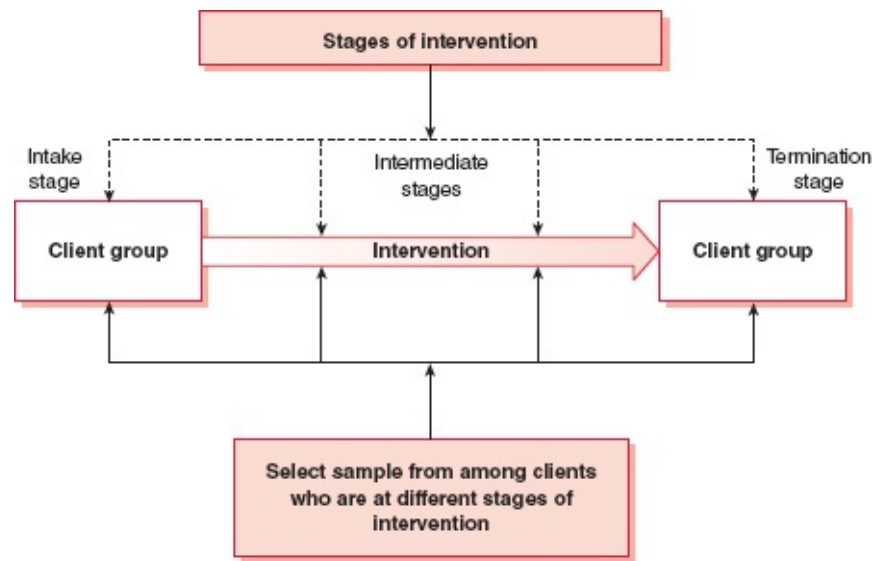 Stages of intervention
Intake
stage
Intermediate
stages
Termination
stage
Client group
Intervention
Client group
Select sample from among clients
who are at different stages of
intervention